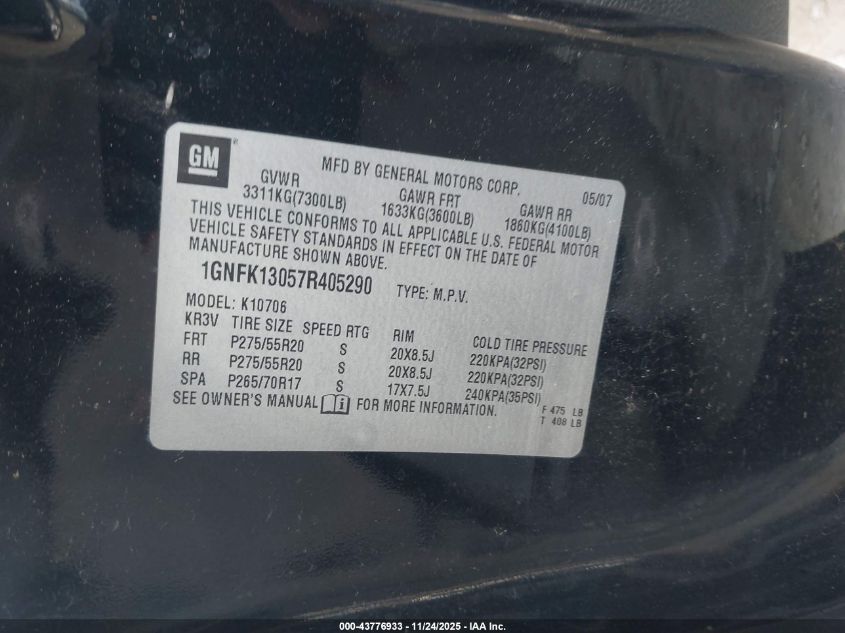 GM
MFD BY GENERAL MOTORS CORP. 05/07
GVWR GAWR FRT GAWR RR
3311KG(7300LB) 1633KG(3600LB) 1860KG(4100LB)
THIS VEHICLE CONFORMS TO ALL APPLICABLE U.S. FEDERAL MOTOR
VEHICLE SAFETY STANDARDS IN EFFECT ON THE DATE OF
MANUFACTURE SHOWN ABOVE.
1GNFK13057R405290 TYPE: M.P.V.
MODEL: K10706
KR3V TIRE SIZE SPEED RTG RIM COLD TIRE PRESSURE
FRT P275/55R20 S 20X8.5J 220KPA(32PSI)
RR P275/55R20 S 20X8.5J 220KPA(32PSI)
SPA P265/70R17 S 17X7.5J 240KPA(35PSI)
SEE OWNER'S MANUAL i FOR MORE INFORMATION.
F 475 LB
T 408 LB
000-43776933 - 11/24/2025 - IAA Inc.